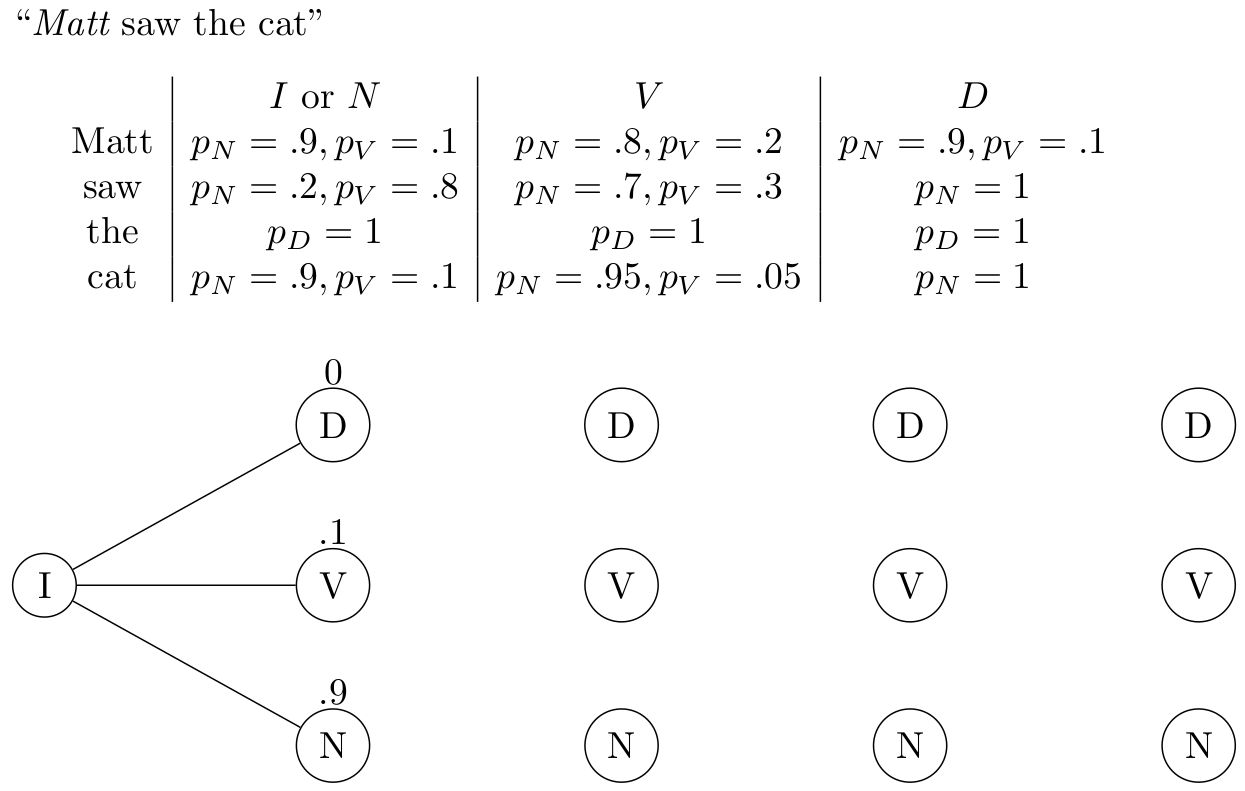 “Matt saw the cat”
I or N V D
Matt p_N = .9, p_V = .1 p_N = .8, p_V = .2 p_N = .9, p_V = .1
saw p_N = .2, p_V = .8 p_N = .7, p_V = .3 p_N = 1
the p_D = 1 p_D = 1 p_D = 1
cat p_N = .9, p_V = .1 p_N = .95, p_V = .05 p_N = 1
0
D D D D
.1
I V V V V
.9
N N N N